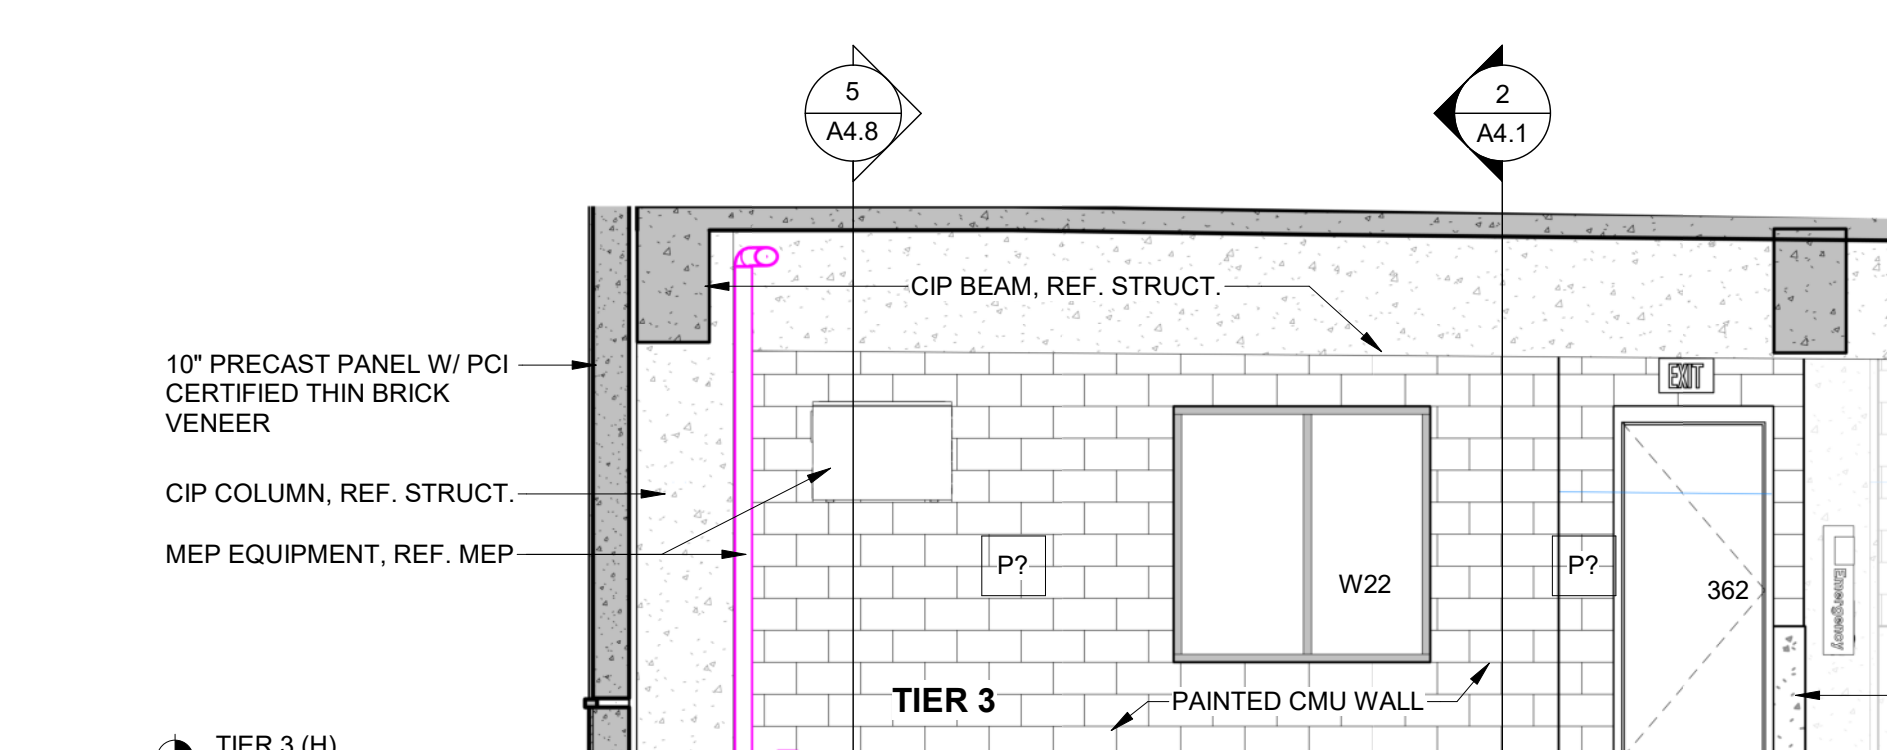 5
A4.8
2
A4.1
CIP BEAM, REF. STRUCT.
10" PRECAST PANEL W/ PCI
CERTIFIED THIN BRICK
VENEER
EXIT
CIP COLUMN, REF. STRUCT.
MEP EQUIPMENT, REF. MEP
P?
W22
P?
362
Emergency
TIER 3
PAINTED CMU WALL
TIER 3 (H)